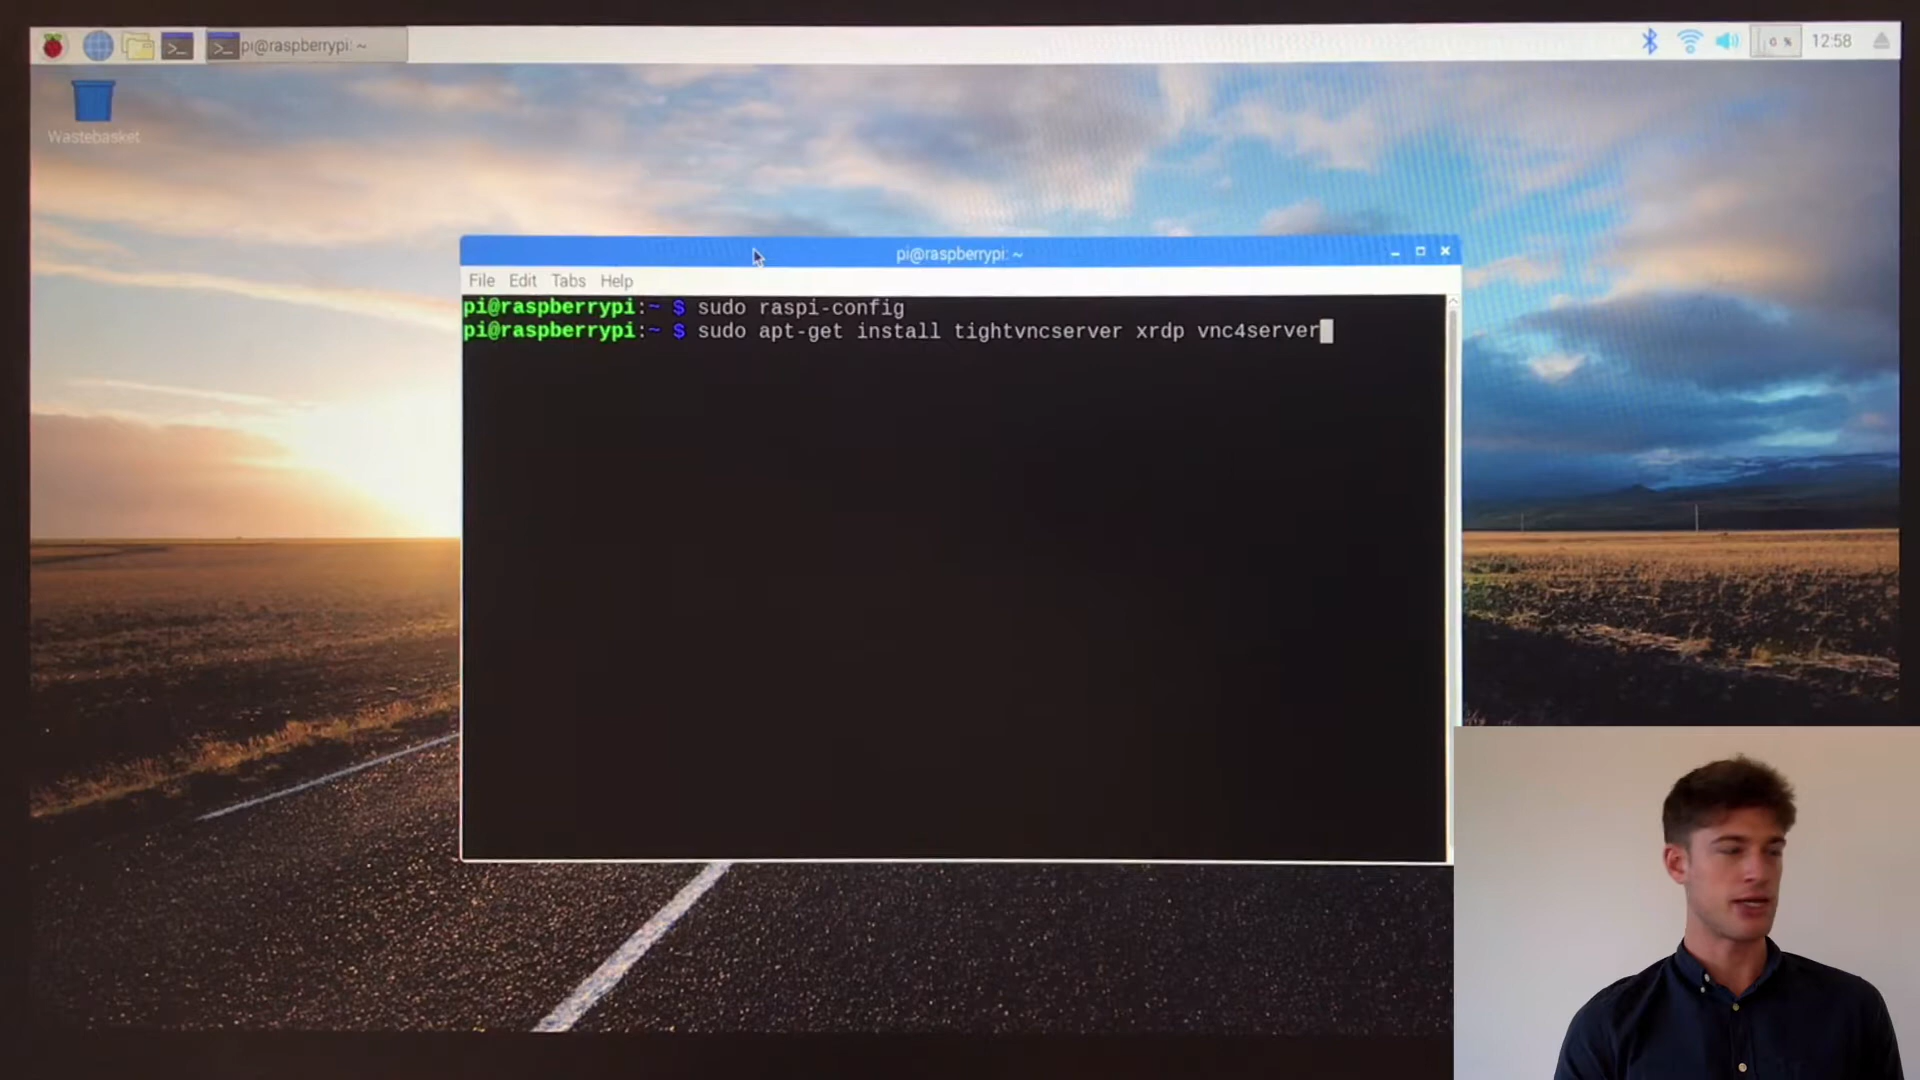 pi@raspberrypi: ~
0 %
12:58
Wastebasket
pi@raspberrypi: ~
File Edit Tabs Help
pi@raspberrypi:~ $ sudo raspi-config
pi@raspberrypi:~ $ sudo apt-get install tightvncserver xrdp vnc4server